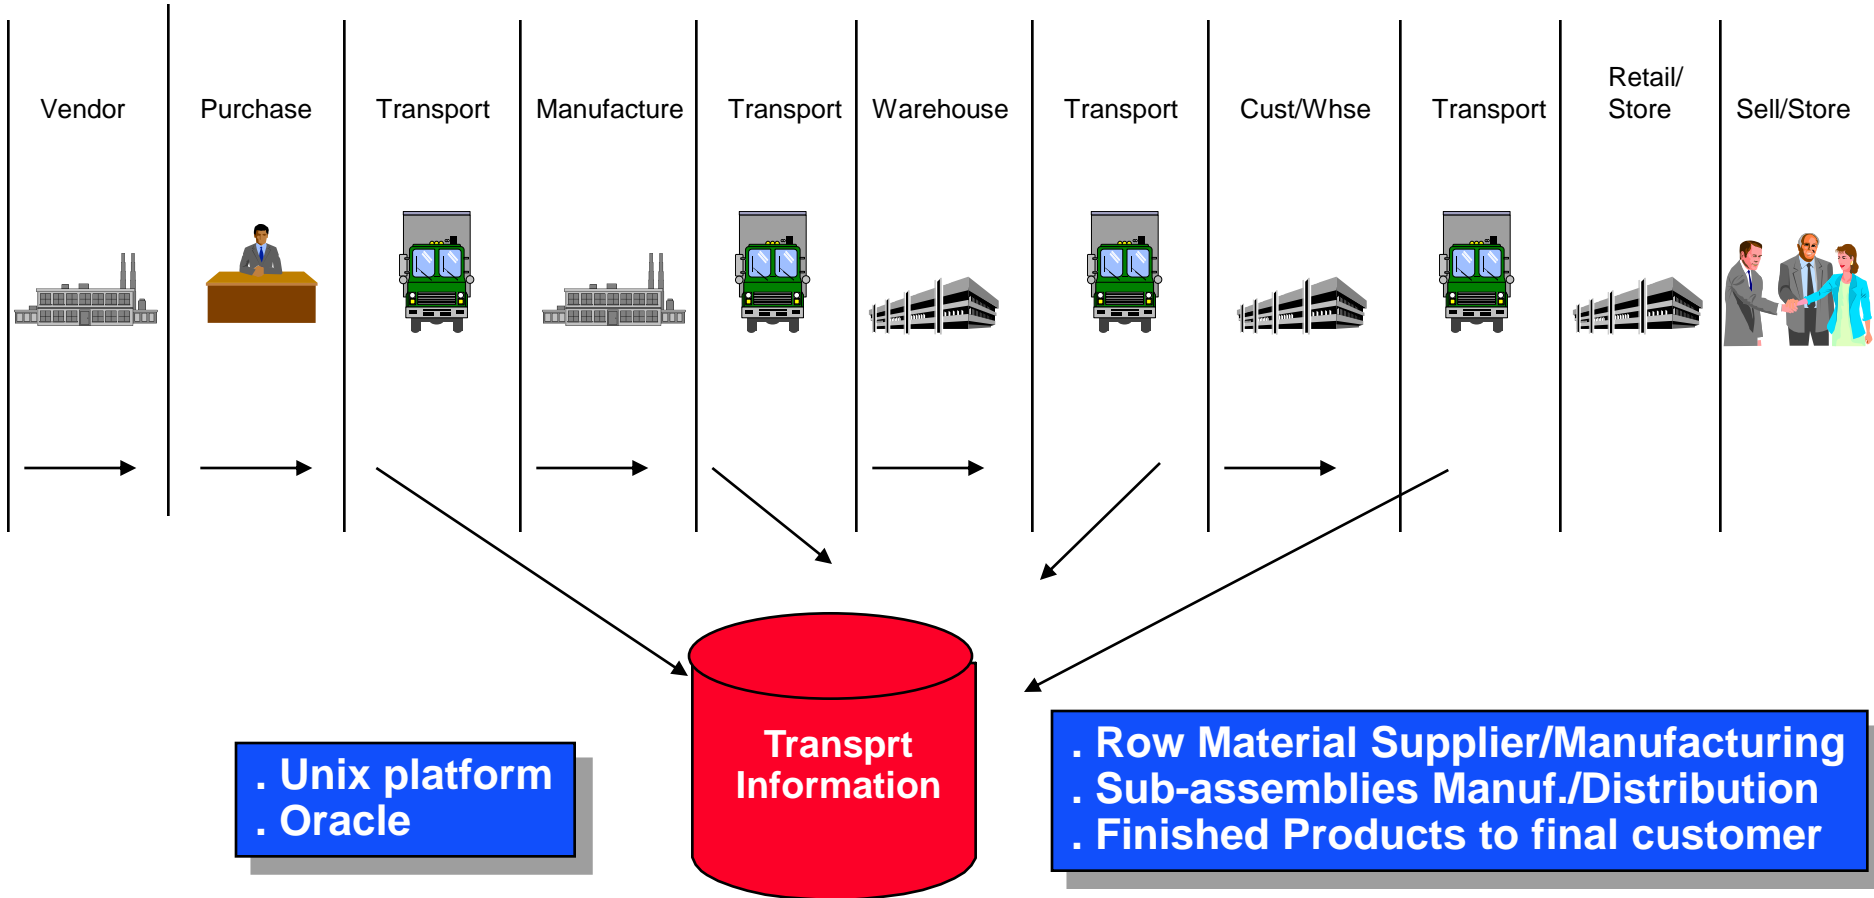 Vendor
Purchase
Transport
Manufacture
Transport
Warehouse
Transport
Cust/Whse
Transport
Retail/
Store
Sell/Store
Transprt
Information
. Unix platform
. Oracle
. Row Material Supplier/Manufacturing
. Sub-assemblies Manuf./Distribution
. Finished Products to final customer